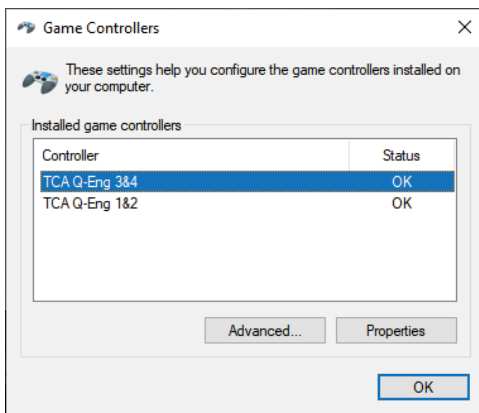 Game Controllers
These settings help you configure the game controllers installed on
your computer.
Installed game controllers
Controller Status
TCA Q-Eng 3&4 OK
TCA Q-Eng 1&2 OK
Advanced... Properties
OK